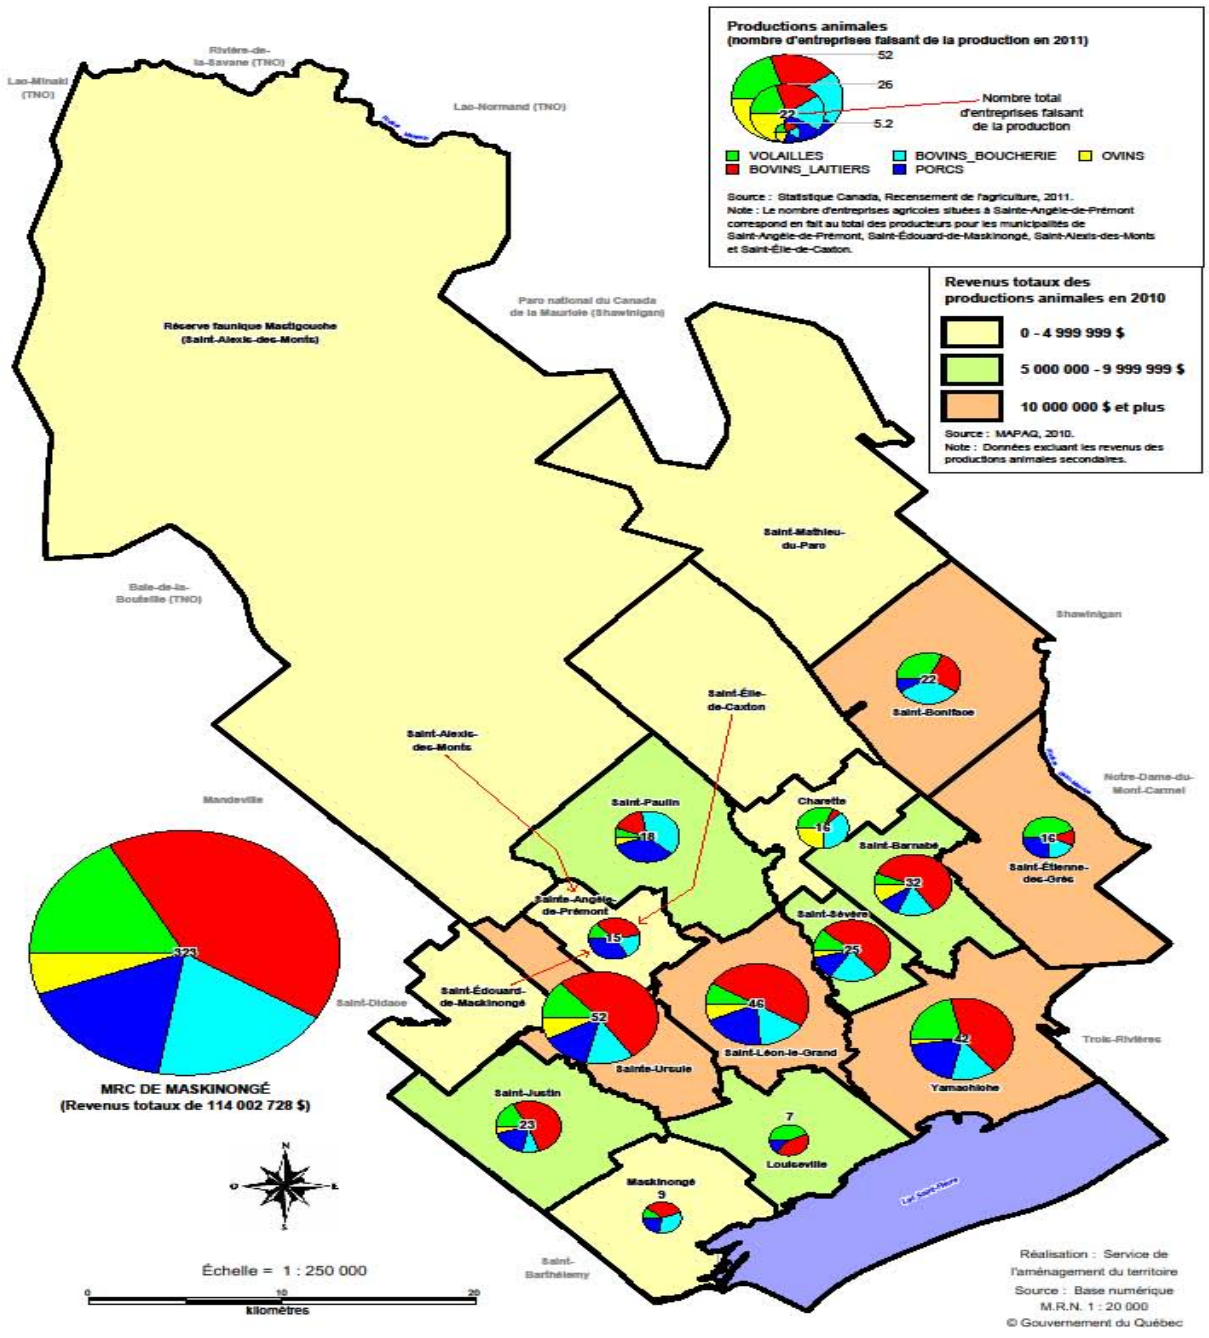 Productions animales
(nombre d'entreprises faisant de la production en 2011)
52
26
22
5.2
Nombre total
d'entreprises faisant
de la production
VOLAILLES
BOVINS_BOUCHERIE
OVINS
BOVINS_LAITIERS
PORCS
Source : Statistique Canada, Recensement de l'agriculture, 2011.
Note : Le nombre d'entreprises agricoles situées à Sainte-Angèle-de-Prémont
correspond en fait au total des producteurs pour les municipalités de
Saint-Angèle-de-Prémont, Saint-Édouard-de-Maskinongé, Saint-Alexis-des-Monts
et Saint-Élie-de-Caxton.
Revenus totaux des
productions animales en 2010
0 - 4 999 999 $
5 000 000 - 9 999 999 $
10 000 000 $ et plus
Source : MAPAQ, 2010.
Note : Données excluant les revenus des
productions animales secondaires.
Rivière-de-
la-Savane (TNO)
Lac-Minaki
(TNO)
Lac-Normand (TNO)
Parc national du Canada
de la Mauricie (Shawinigan)
Réserve faunique Mastigouche
(Saint-Alexis-des-Monts)
Saint-Mathieu-
du-Parc
Baie-de-la-
Bouteille (TNO)
Shawinigan
22
Saint-Boniface
Saint-Élie-
de-Caxton
Saint-Alexis-
des-Monts
Mandeville
Notre-Dame-du-
Mont-Carmel
Saint-Paulin
18
Charette
16
16
Saint-Étienne-
des-Grès
Saint-Barnabé
32
Sainte-Angèle-
de-Prémont
15
Saint-Sévère
25
323
Saint-Édouard-
de-Maskinongé
Saint-Didace
52
Sainte-Ursule
46
Saint-Léon-le-Grand
42
Yamachiche
Trois-Rivières
MRC DE MASKINONGÉ
(Revenus totaux de 114 002 728 $)
Saint-Justin
23
7
Louiseville
Maskinongé
9
Lac Saint-Pierre
N
O
E
S
Saint-
Barthélemy
Échelle = 1 : 250 000
0
10
20
kilomètres
Réalisation : Service de
l'aménagement du territoire
Source : Base numérique
M.R.N. 1 : 20 000
© Gouvernement du Québec